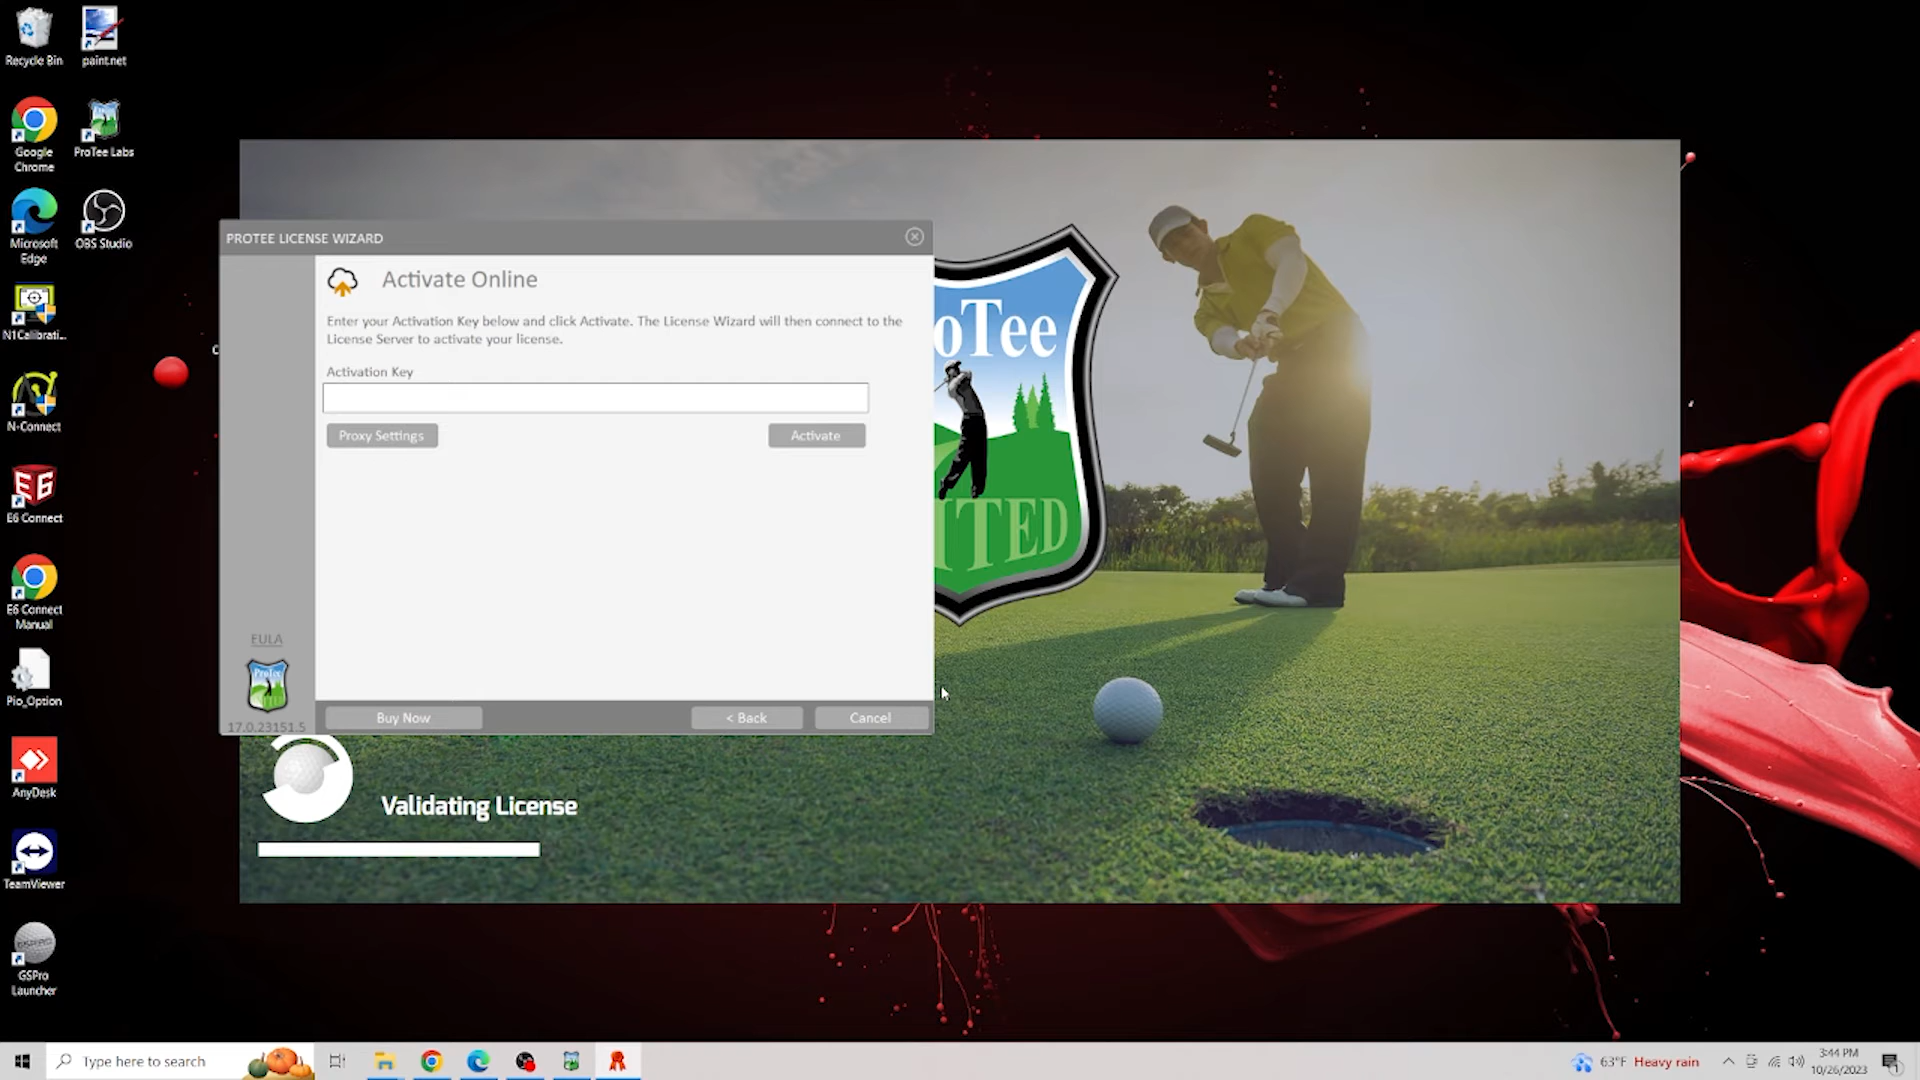 Recycle Bin
paint.net
Google
Chrome
ProTee Labs
Microsoft
Edge
OBS Studio
N1Calibrati...
N-Connect
E6 Connect
E6 Connect
Manual
Pio_Option
AnyDesk
TeamViewer
GSPro
Launcher
PROTEE LICENSE WIZARD
Activate Online
Enter your Activation Key below and click Activate. The License Wizard will then connect to the
License Server to activate your license.
Activation Key
Proxy Settings
Activate
EULA
ProTee
17.0.23151.5
Buy Now
< Back
Cancel
oTee
ITED
Validating License
Type here to search
63°F Heavy rain
3:44 PM
10/26/2023
1